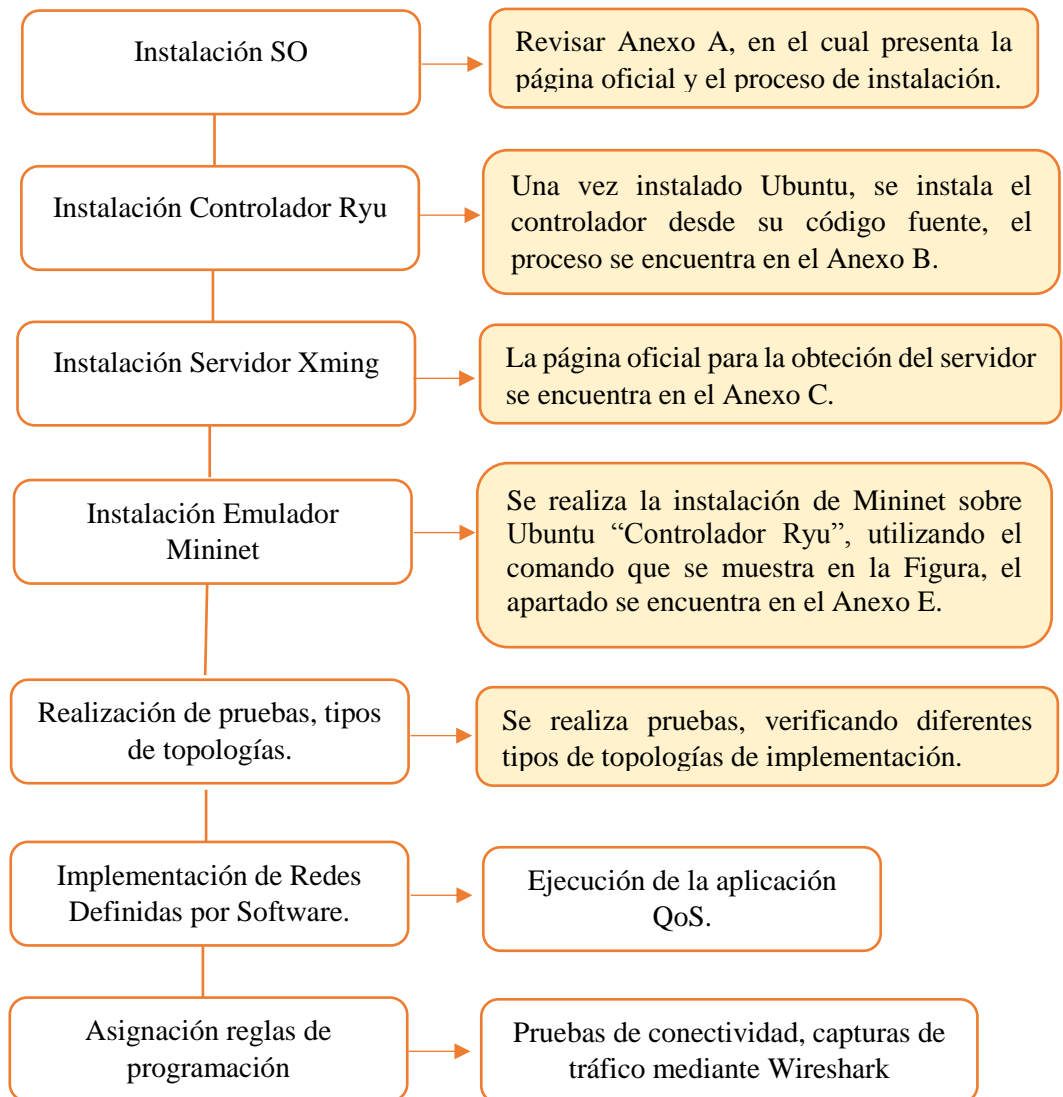 Instalación SO
Revisar Anexo A, en el cual presenta la
página oficial y el proceso de instalación.
Instalación Controlador Ryu
Una vez instalado Ubuntu, se instala el
controlador desde su código fuente, el
proceso se encuentra en el Anexo B.
Instalación Servidor Xming
La página oficial para la obteción del servidor
se encuentra en el Anexo C.
Instalación Emulador
Mininet
Se realiza la instalación de Mininet sobre
Ubuntu “Controlador Ryu”, utilizando el
comando que se muestra en la Figura, el
apartado se encuentra en el Anexo E.
Realización de pruebas, tipos
de topologías.
Se realiza pruebas, verificando diferentes
tipos de topologías de implementación.
Implementación de Redes
Definidas por Software.
Ejecución de la aplicación
QoS.
Asignación reglas de
programación
Pruebas de conectividad, capturas de
tráfico mediante Wireshark